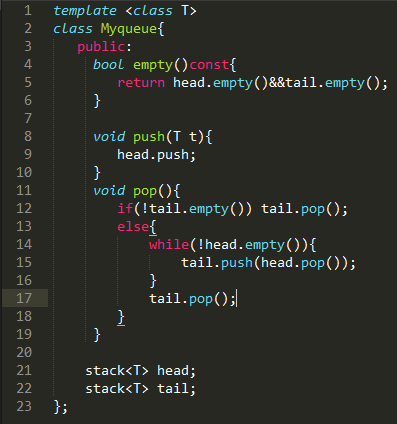 1 template <class T>
2 class Myqueue{
3 public:
4 bool empty()const{
5 return head.empty()&&tail.empty();
6 }
7
8 void push(T t){
9 head.push;
10 }
11 void pop(){
12 if(!tail.empty()) tail.pop();
13 else{
14 while(!head.empty()){
15 tail.push(head.pop());
16 }
17 tail.pop();
18 }
19 }
20
21 stack<T> head;
22 stack<T> tail;
23 };